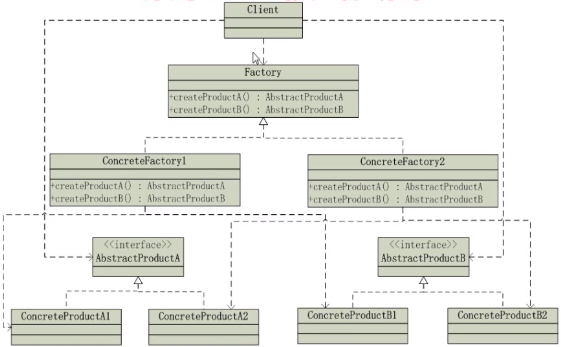 Client
Factory
+createProductA() : AbstractProductA
+createProductB() : AbstractProductB
ConcreteFactory1
+createProductA() : AbstractProductA
+createProductB() : AbstractProductB
ConcreteFactory2
+createProductA() : AbstractProductA
+createProductB() : AbstractProductB
<<interface>>
AbstractProductA
<<interface>>
AbstractProductB
ConcreteProductA1
ConcreteProductA2
ConcreteProductB1
ConcreteProductB2